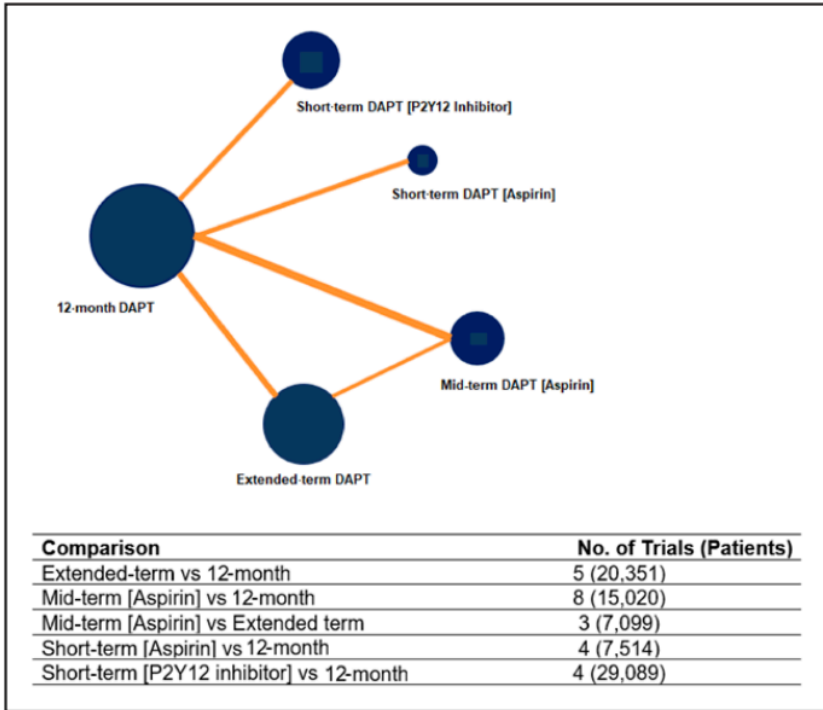 Short-term DAPT [P2Y12 Inhibitor]
Short-term DAPT [Aspirin]
12-month DAPT
Mid-term DAPT [Aspirin]
Extended-term DAPT
Comparison No. of Trials (Patients)
Extended-term vs 12-month 5 (20,351)
Mid-term [Aspirin] vs 12-month 8 (15,020)
Mid-term [Aspirin] vs Extended term 3 (7,099)
Short-term [Aspirin] vs 12-month 4 (7,514)
Short-term [P2Y12 inhibitor] vs 12-month 4 (29,089)